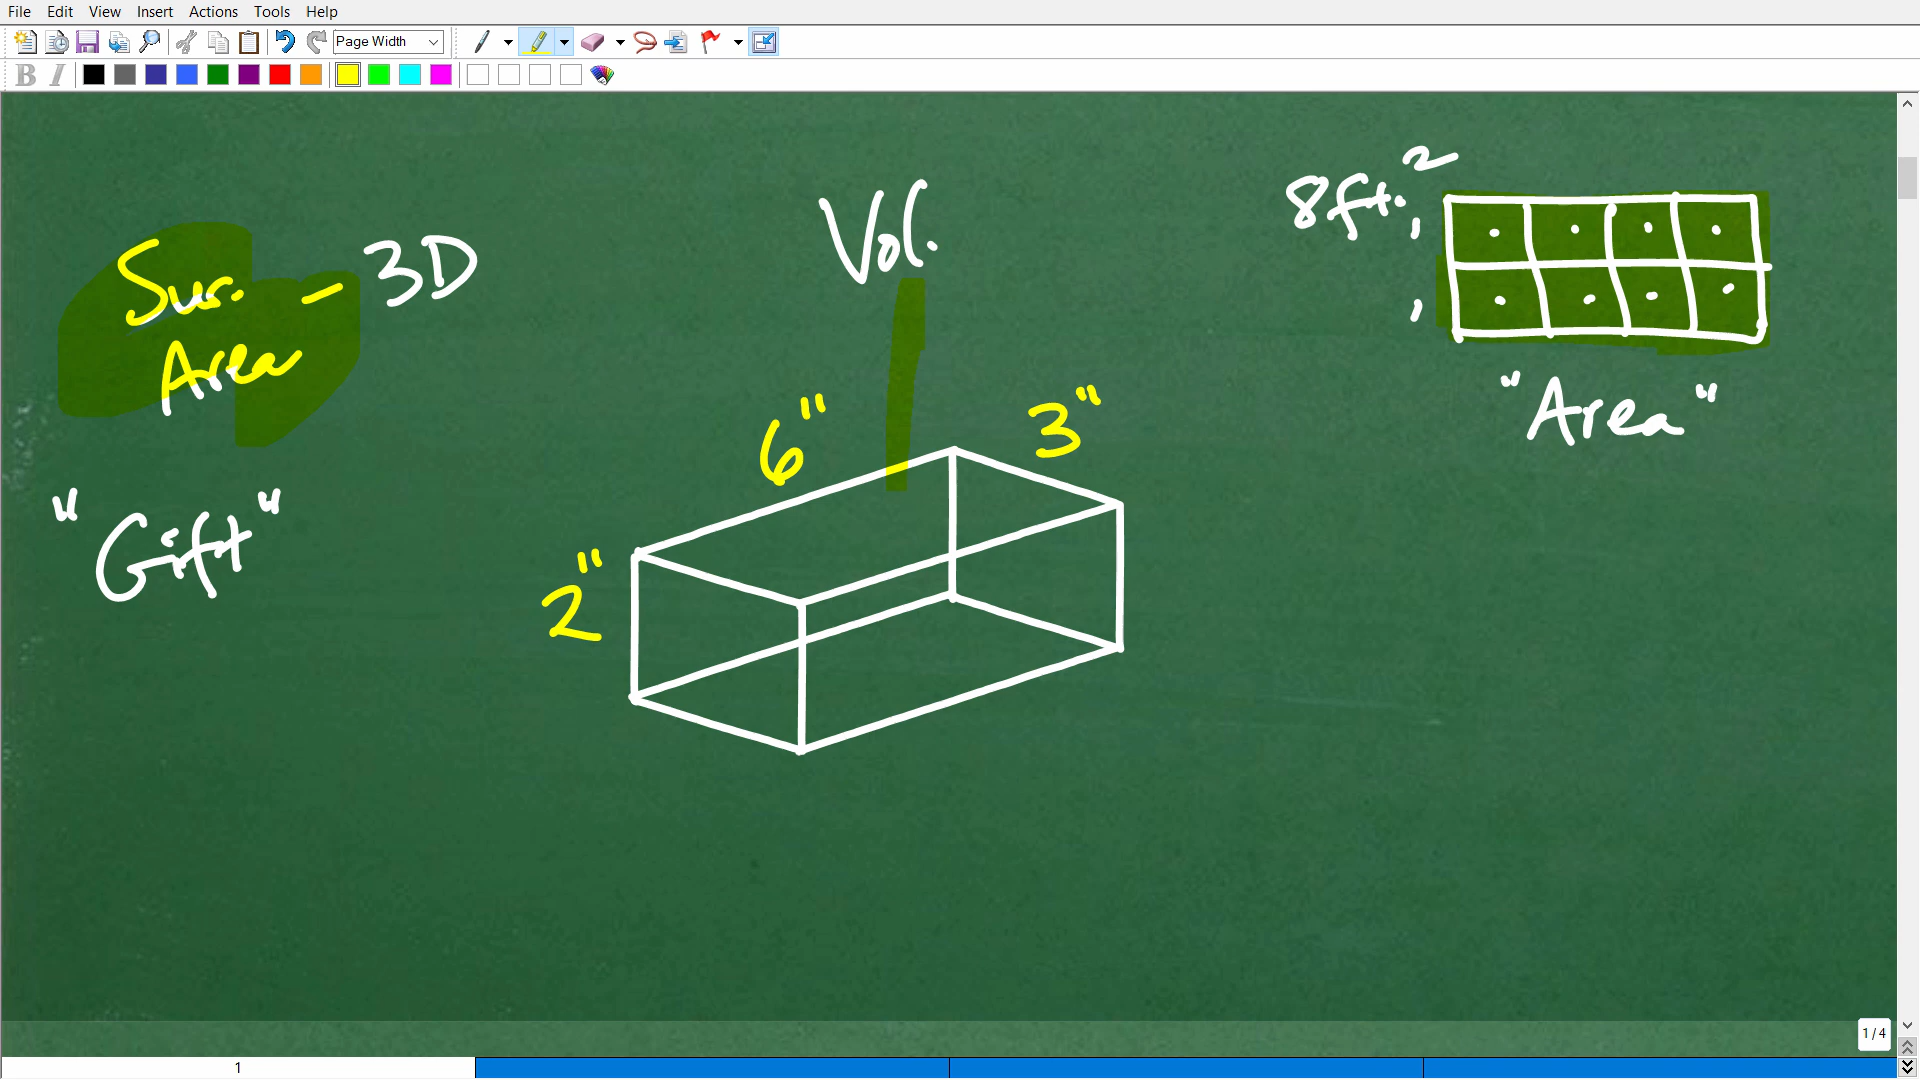 File Edit View Insert Actions Tools Help
Page Width
B I
Sur. - 3D
Area
"Gift"
Vol.
6"
3"
2"
8ft.²
"Area"
1/4
1